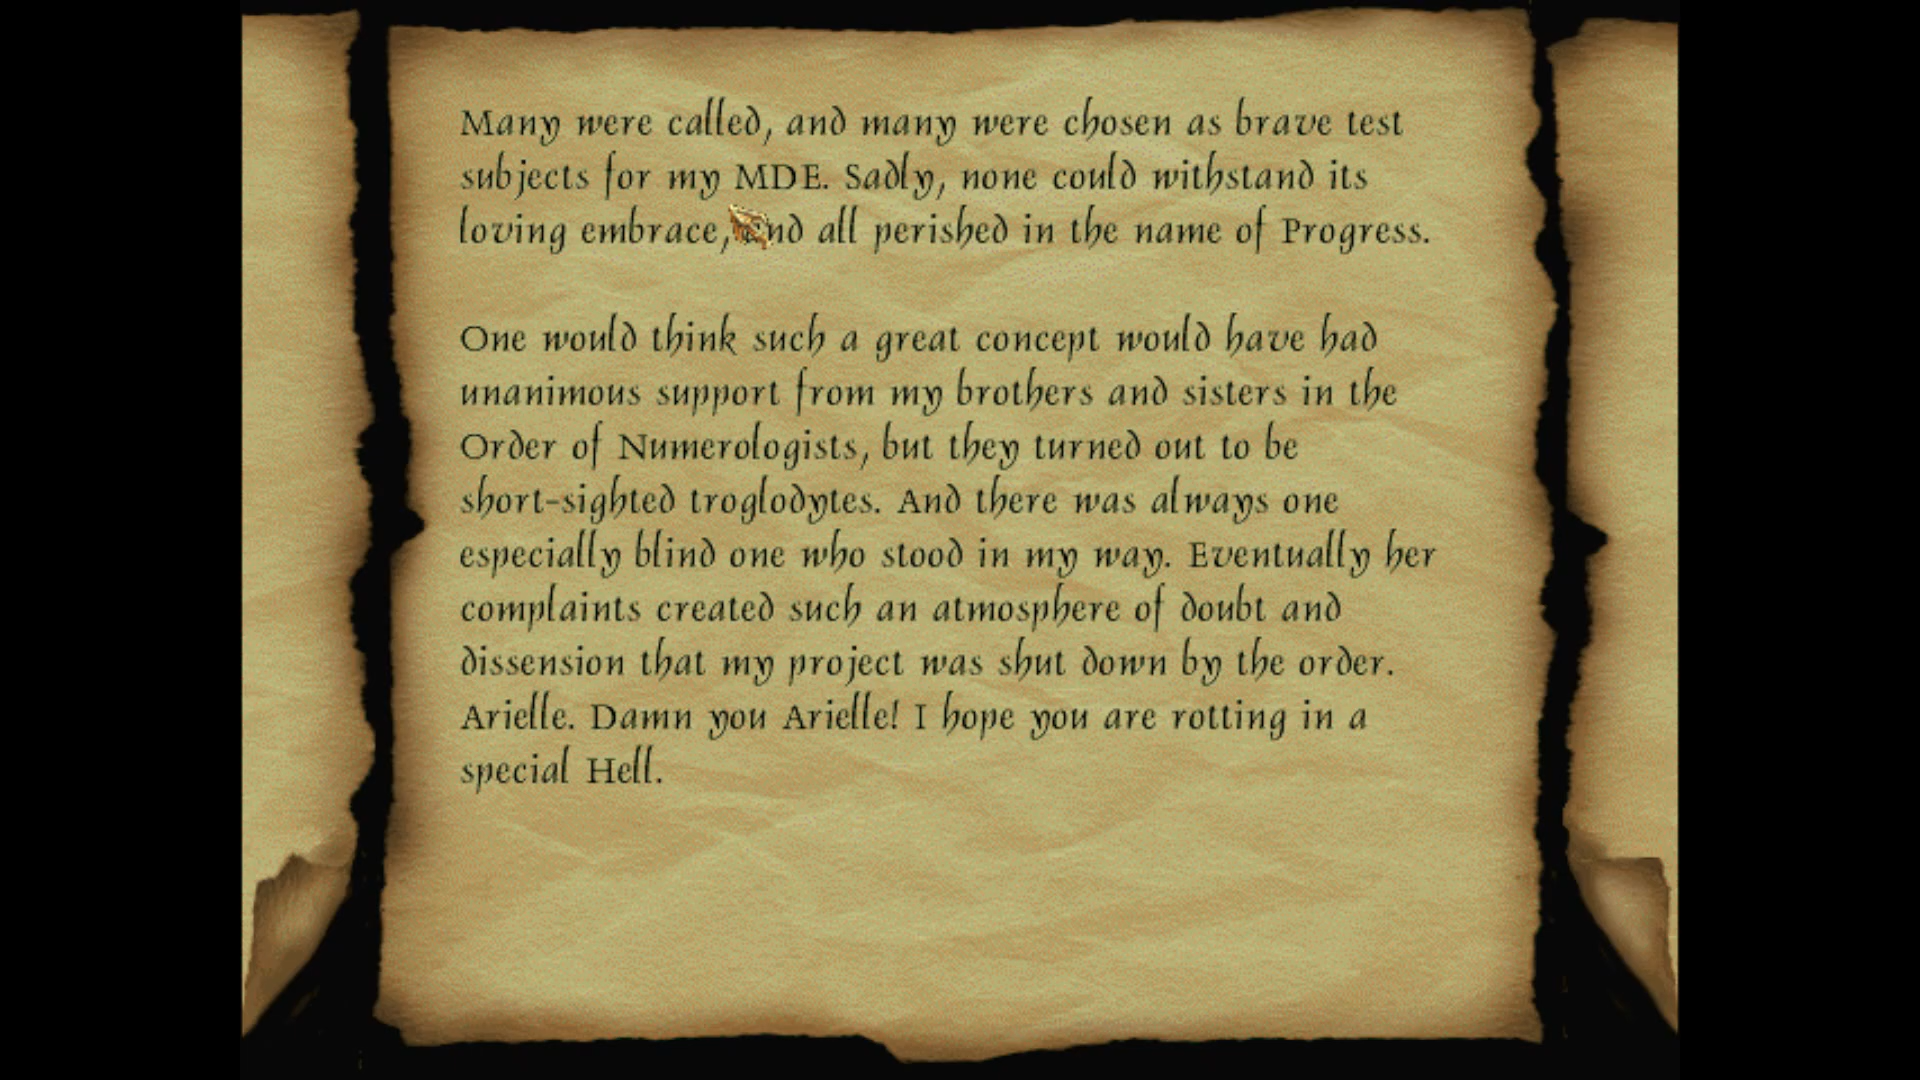 Many were called, and many were chosen as brave test
subjects for my MDE. Sadly, none could withstand its
loving embrace, and all perished in the name of Progress.
One would think such a great concept would have had
unanimous support from my brothers and sisters in the
Order of Numerologists, but they turned out to be
short-sighted troglodytes. And there was always one
especially blind one who stood in my way. Eventually her
complaints created such an atmosphere of doubt and
dissension that my project was shut down by the order.
Arielle. Damn you Arielle! I hope you are rotting in a
special Hell.